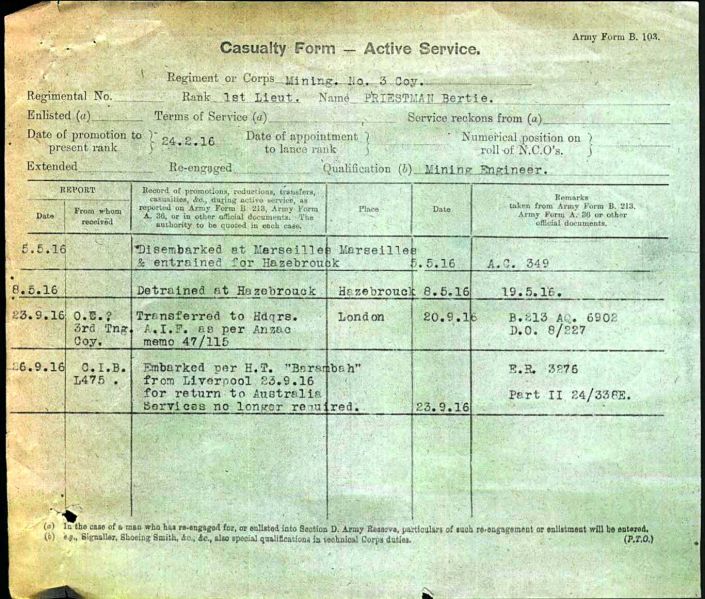 Army Form B. 103.
Casualty Form — Active Service.
Regiment or Corps Mining. No. 3 Coy.
Regimental No. Rank 1st Lieut. Name PRIESTMAN Bertie.
Enlisted (a) Terms of Service (a) Service reckons from (a)
Date of promotion to present rank } 24.2.16 Date of appointment to lance rank } Numerical position on roll of N.C.O's. }
Extended Re-engaged Qualification (b) Mining Engineer.
REPORT
Date
From whom received
Record of promotions, reductions, transfers,
casualties, &c., during active service, as
reported on Army Form B. 213, Army Form
A. 36, or in other official documents. The
authority to be quoted in each case.
Place
Date
Remarks
taken from Army Form B. 213,
Army Form A. 36 or other
official documents.
5.5.16 Disembarked at Marseilles Marseilles
& entrained for Hazebrouck 5.5.16 A.C. 349
8.5.16 Detrained at Hazebrouck Hazebrouck 8.5.16 19.5.16.
23.9.16 O.C.? Transferred to Hdqrs. London 20.9.16 B.213 AQ. 6902
3rd Tng. A.I.F. as per Anzac D.O. 8/227
Coy. memo 47/115
26.9.16 C.I.B. Embarked per H.T. "Barambah" E.R. 3276
L475 . from Liverpool 23.9.16
for return to Australia Part II 24/338E.
Services no longer required. 23.9.16
(a) In the case of a man who has re-engaged for, or enlisted into Section D. Army Reserve, particulars of such re-engagement or enlistment will be entered.
(b) e.g., Signaller, Shoeing Smith, &c., &c., also special qualifications in technical Corps duties. (P.T.O.)